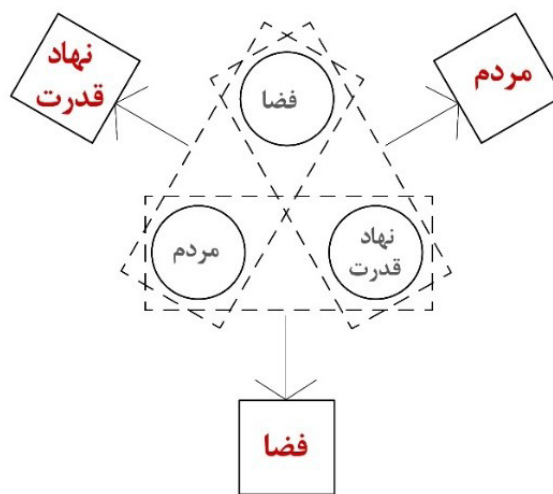 نهاد
قدرت
مردم
فضا
مردم
نهاد
قدرت
فضا